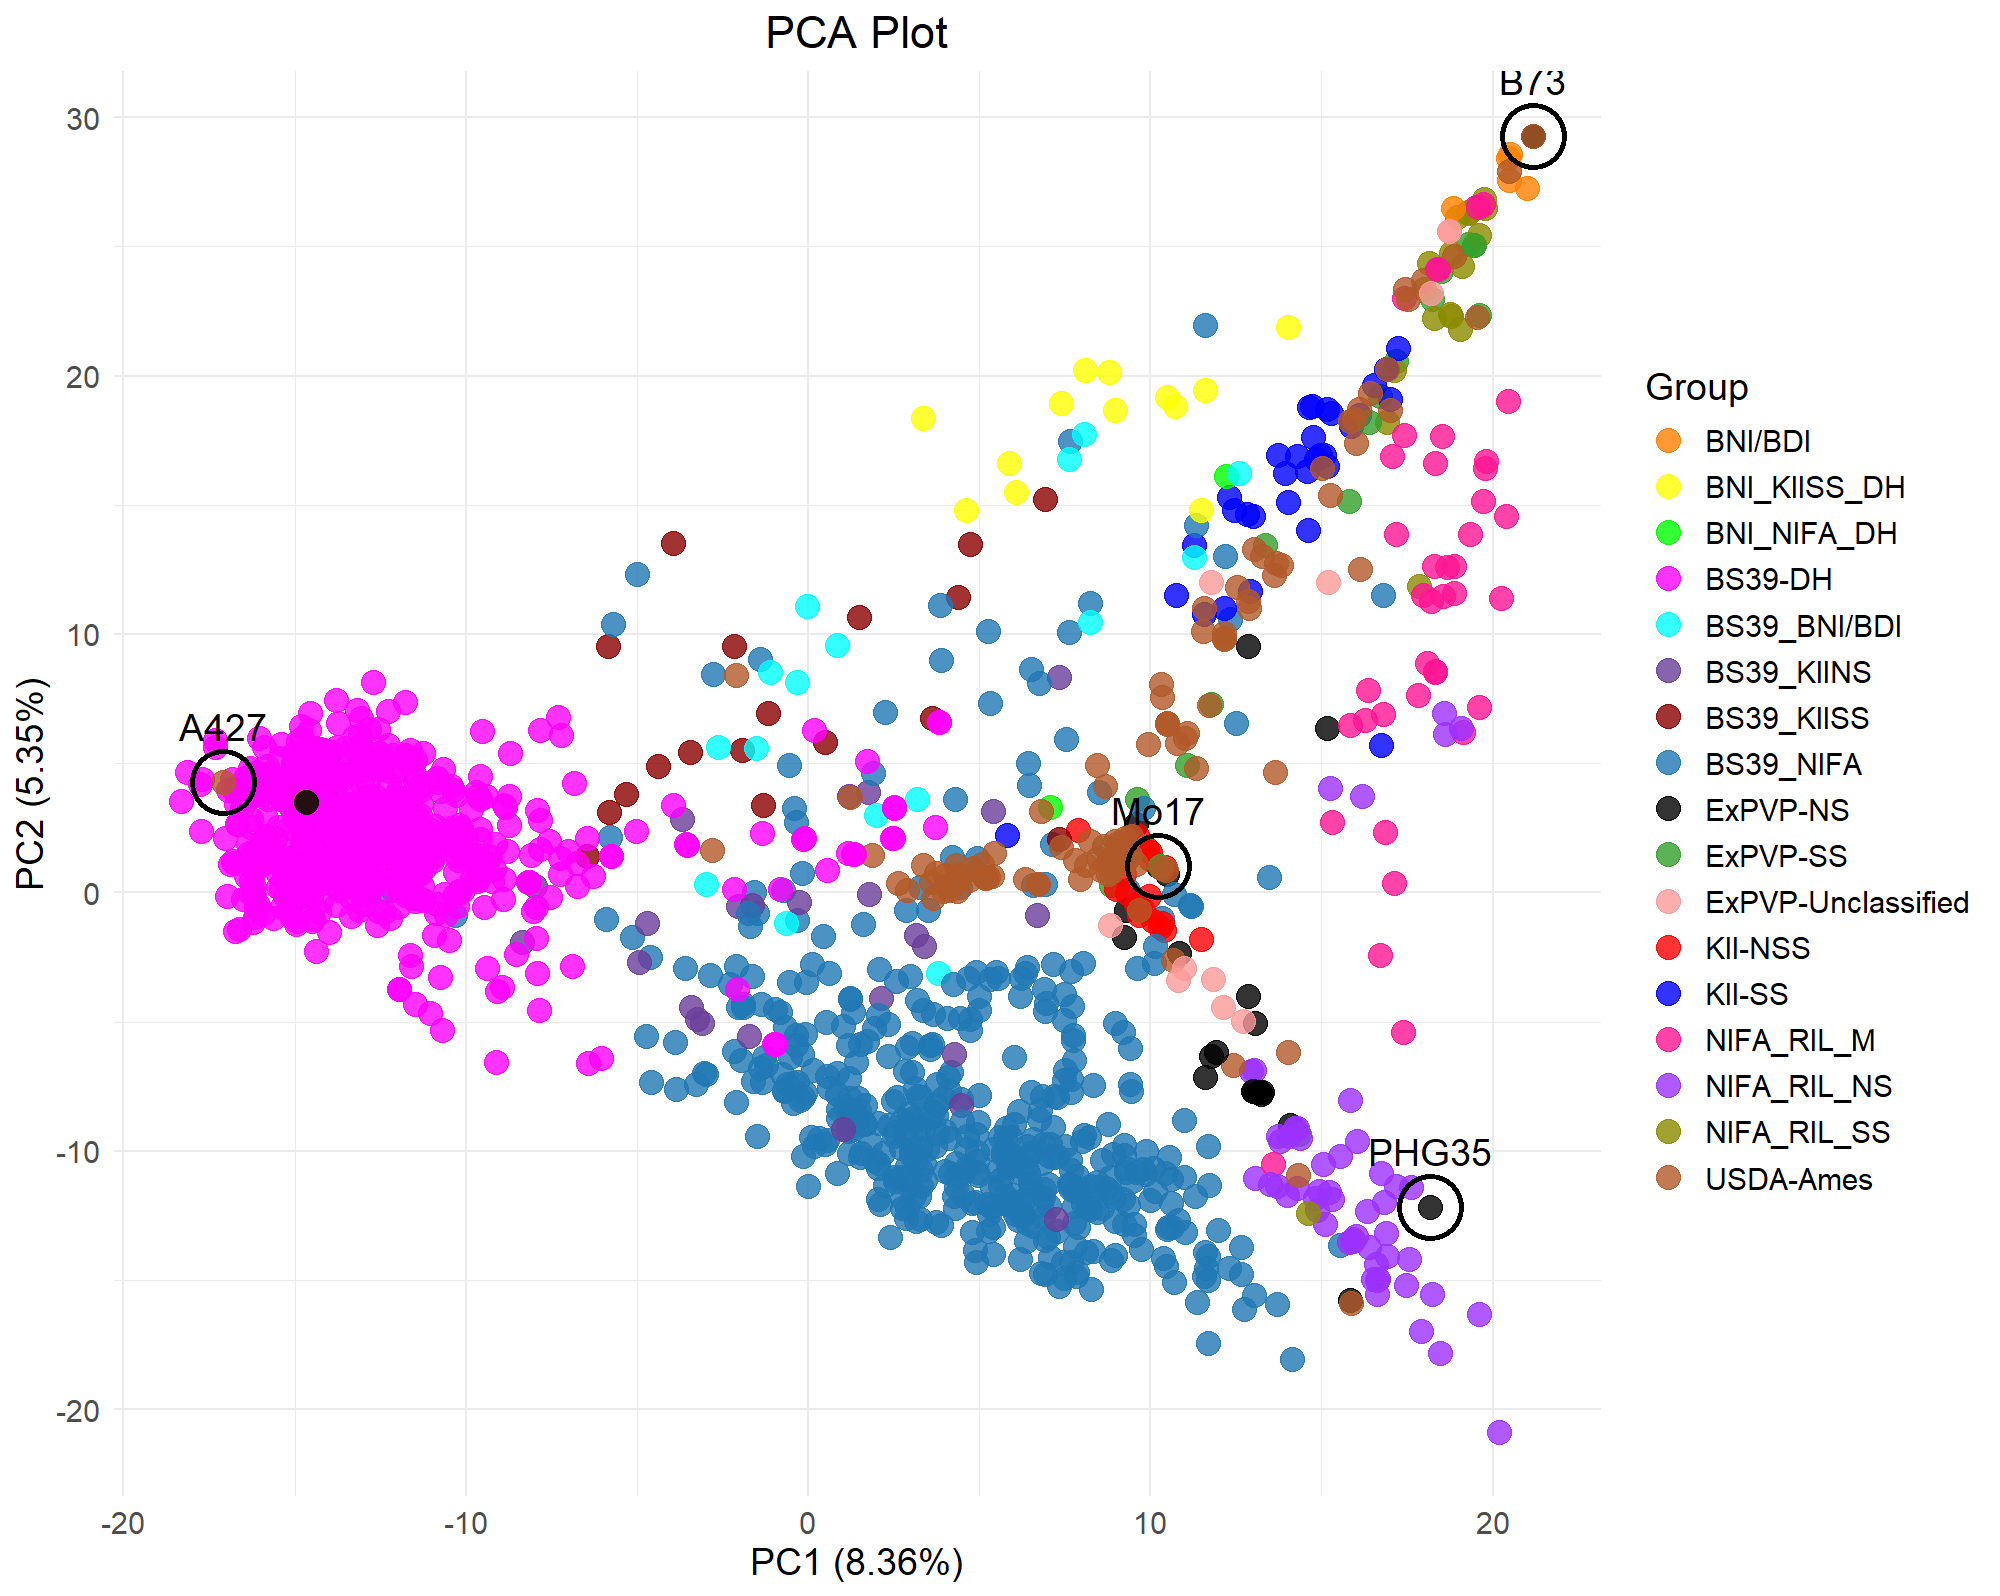 PCA Plot
B73
A427
Mo17
PHG35
30
20
10
0
-10
-20
-20
-10
0
10
20
PC1 (8.36%)
PC2 (5.35%)
Group
BNI/BDI
BNI_KIISS_DH
BNI_NIFA_DH
BS39-DH
BS39_BNI/BDI
BS39_KIINS
BS39_KIISS
BS39_NIFA
ExPVP-NS
ExPVP-SS
ExPVP-Unclassified
KII-NSS
KII-SS
NIFA_RIL_M
NIFA_RIL_NS
NIFA_RIL_SS
USDA-Ames